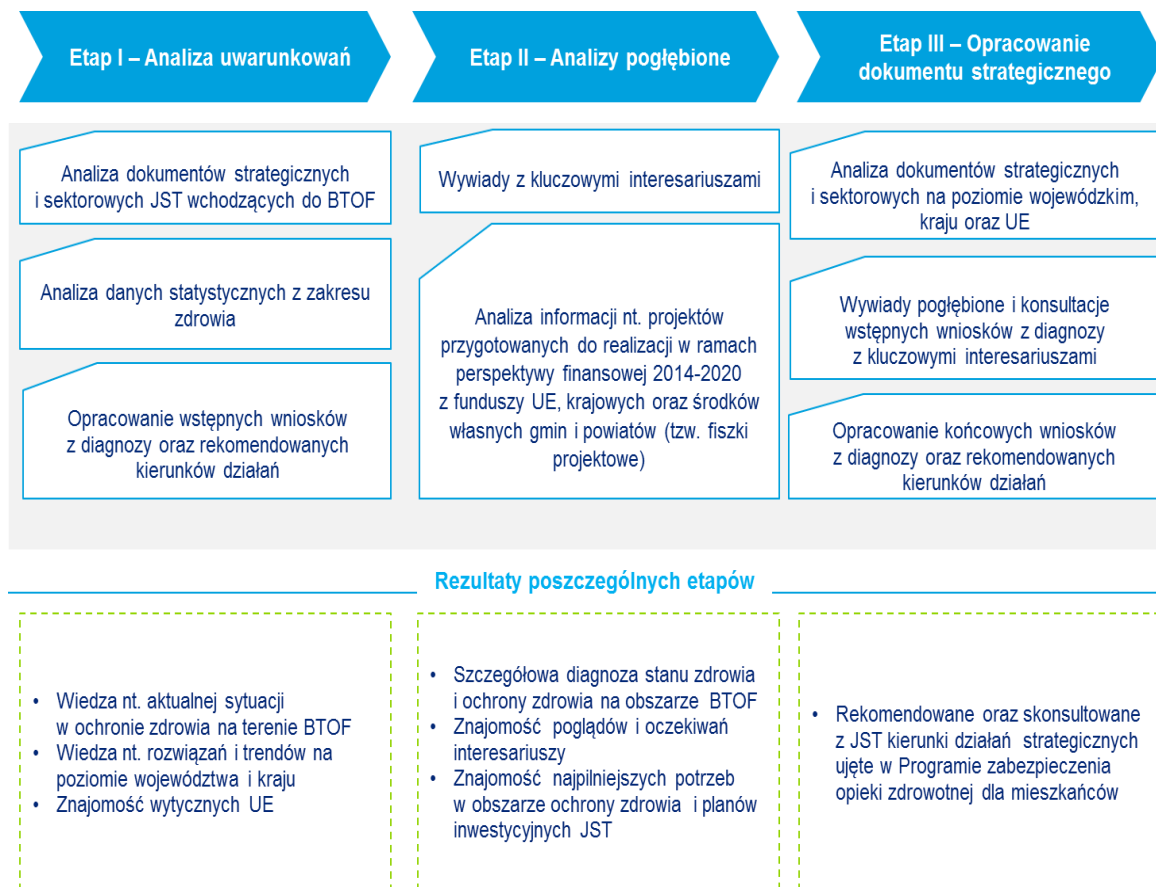 Etap I – Analiza uwarunkowań
Etap II – Analizy pogłębione
Etap III – Opracowanie
dokumentu strategicznego
Analiza dokumentów strategicznych
i sektorowych JST wchodzących do BTOF
Analiza danych statystycznych z zakresu
zdrowia
Opracowanie wstępnych wniosków
z diagnozy oraz rekomendowanych
kierunków działań
Wywiady z kluczowymi interesariuszami
Analiza informacji nt. projektów
przygotowanych do realizacji w ramach
perspektywy finansowej 2014-2020
z funduszy UE, krajowych oraz środków
własnych gmin i powiatów (tzw. fiszki
projektowe)
Analiza dokumentów strategicznych
i sektorowych na poziomie wojewódzkim,
kraju oraz UE
Wywiady pogłębione i konsultacje
wstępnych wniosków z diagnozy
z kluczowymi interesariuszami
Opracowanie końcowych wniosków
z diagnozy oraz rekomendowanych
kierunków działań
Rezultaty poszczególnych etapów
• Wiedza nt. aktualnej sytuacji
w ochronie zdrowia na terenie BTOF
• Wiedza nt. rozwiązań i trendów na
poziomie województwa i kraju
• Znajomość wytycznych UE
• Szczegółowa diagnoza stanu zdrowia
i ochrony zdrowia na obszarze BTOF
• Znajomość poglądów i oczekiwań
interesariuszy
• Znajomość najpilniejszych potrzeb
w obszarze ochrony zdrowia i planów
inwestycyjnych JST
• Rekomendowane oraz skonsultowane
z JST kierunki działań strategicznych
ujęte w Programie zabezpieczenia
opieki zdrowotnej dla mieszkańców